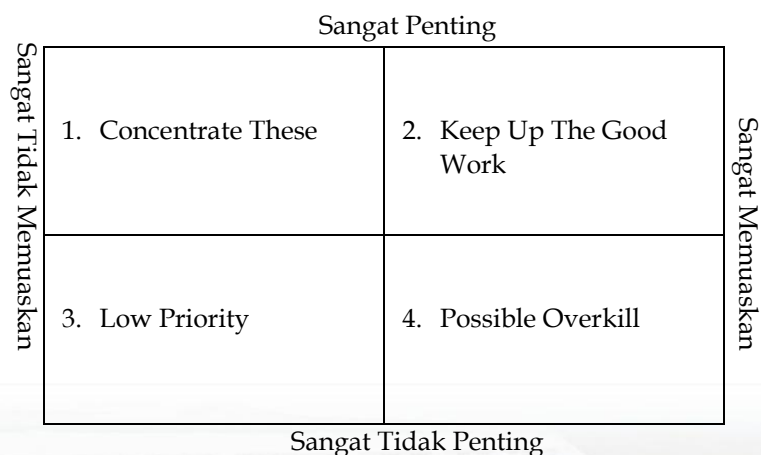 Sangat Penting
Sangat Tidak Memuaskan
1. Concentrate These
2. Keep Up The Good
Work
Sangat Memuaskan
3. Low Priority
4. Possible Overkill
Sangat Tidak Penting